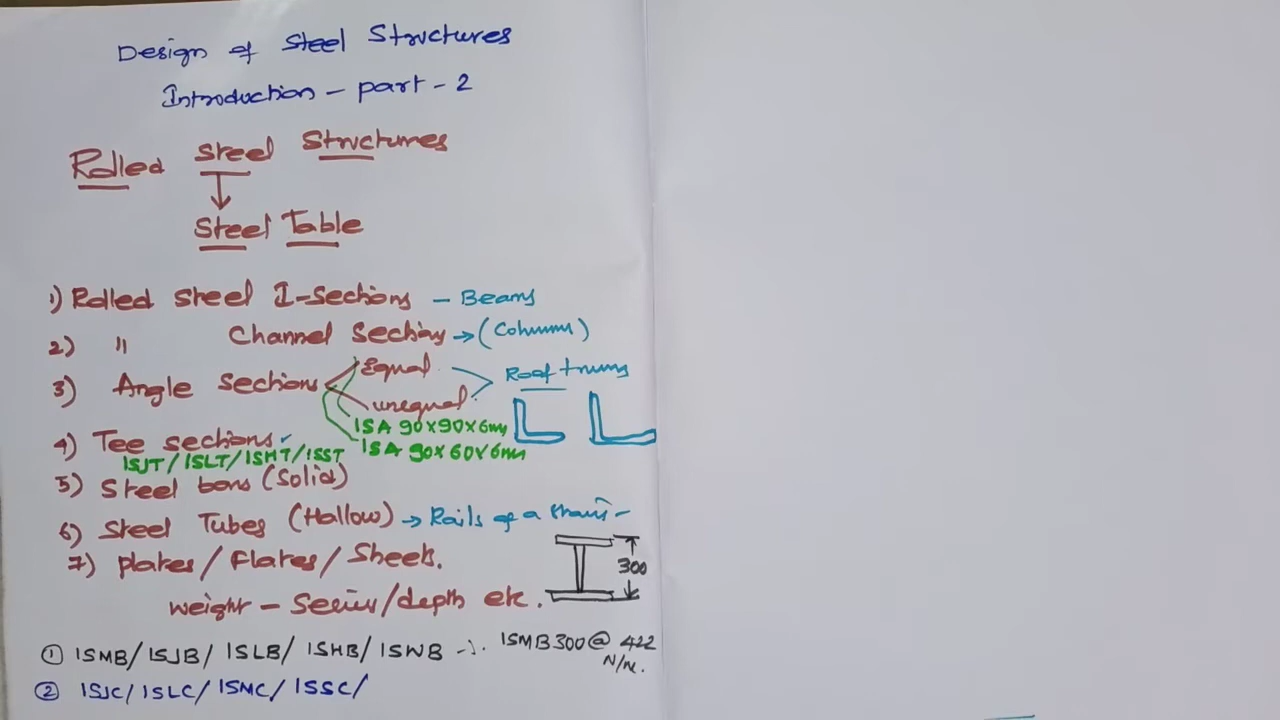 Design of Steel Structures
Introduction - part - 2
Rolled Steel Structures
Steel Table
1) Rolled Steel I-Sections - Beams
2) 〃 Channel Sections → (Columns)
3) Angle Sections Equal
unequal
Roof truss
ISA 90x90x6mm
ISA 90x60x6mm
4) Tee sections
ISJT / ISLT / ISMT / ISST
5) Steel bars (Solid)
6) Steel Tubes (Hallow) → Rails of a
7) plates / Flates / Sheets.
300
weight - Series/depth etc.
① ISMB/ ISJB/ ISLB/ ISHB/ ISWB ISMB300@ 422
N/m.
② ISJC/ ISLC/ ISMC/ ISSC/